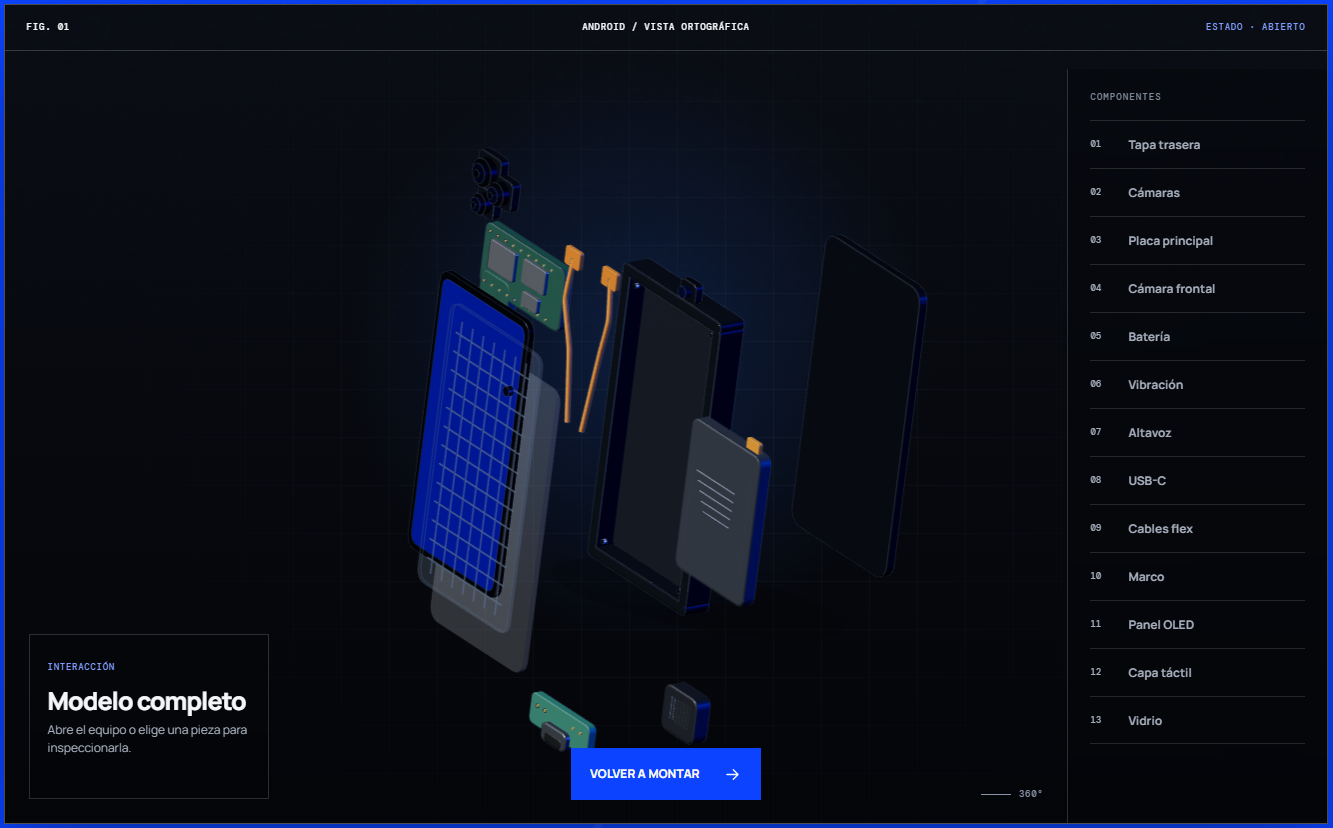 FIG. 01
ANDROID / VISTA ORTOGRÁFICA
ESTADO · ABIERTO
COMPONENTES
01 Tapa trasera
02 Cámaras
03 Placa principal
04 Cámara frontal
05 Batería
06 Vibración
07 Altavoz
08 USB-C
09 Cables flex
10 Marco
11 Panel OLED
12 Capa táctil
13 Vidrio
INTERACCIÓN
Modelo completo
Abre el equipo o elige una pieza para
inspeccionarla.
VOLVER A MONTAR →
360°